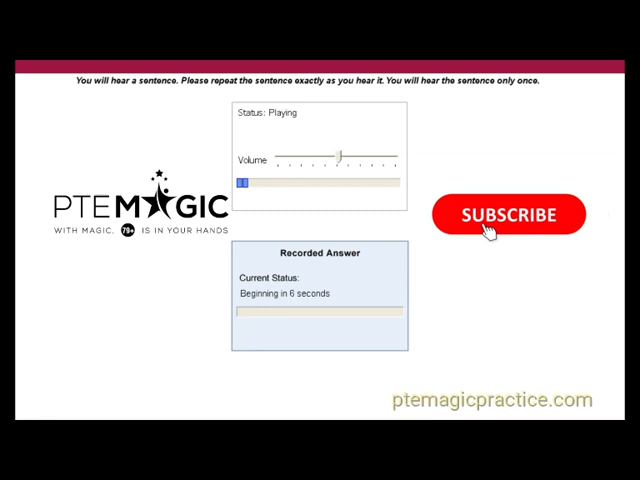 You will hear a sentence. Please repeat the sentence exactly as you hear it. You will hear the sentence only once.
Status: Playing
Volume
PTEMAGIC
WITH MAGIC, 79+ IS IN YOUR HANDS
SUBSCRIBE
Recorded Answer
Current Status:
Beginning in 6 seconds
ptemagicpractice.com